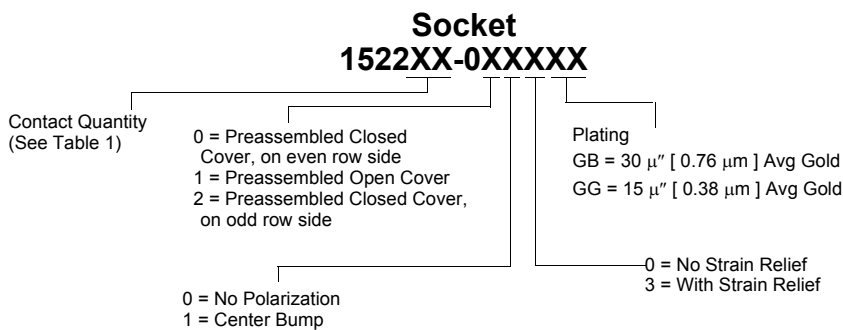 Socket
1522XX-0XXXXX
Contact Quantity
(See Table 1)
0 = Preassembled Closed
Cover, on even row side
1 = Preassembled Open Cover
2 = Preassembled Closed Cover,
on odd row side
Plating
GB = 30 μ″ [ 0.76 μm ] Avg Gold
GG = 15 μ″ [ 0.38 μm ] Avg Gold
0 = No Strain Relief
3 = With Strain Relief
0 = No Polarization
1 = Center Bump